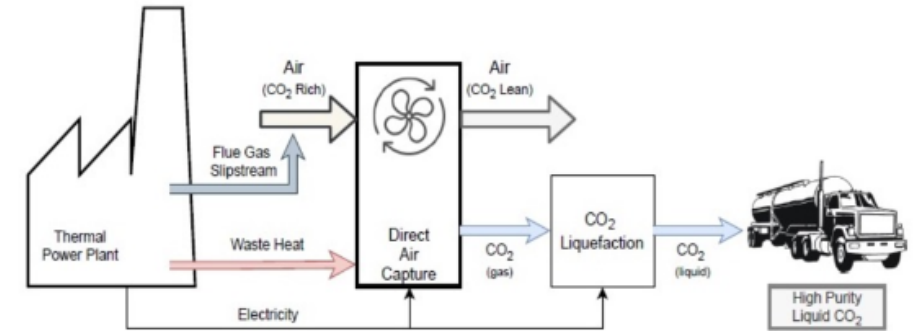 Air
(CO₂ Rich)
Air
(CO₂ Lean)
Flue Gas
Slipstream
Thermal
Power Plant
Waste Heat
Direct
Air
Capture
CO₂
(gas)
CO₂
Liquefaction
CO₂
(liquid)
Electricity
High Purity
Liquid CO₂